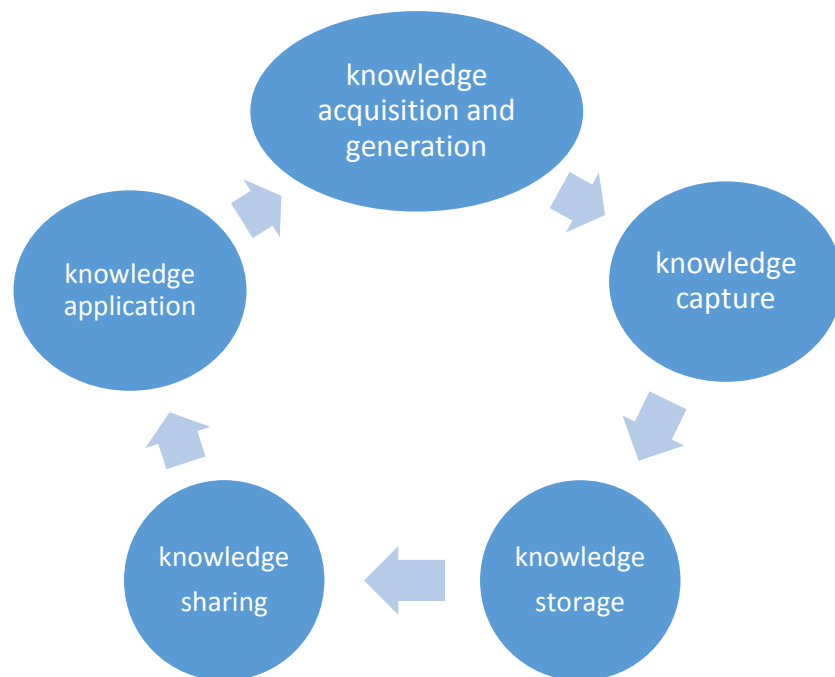 knowledge
acquisition and
generation
knowledge
capture
knowledge
storage
knowledge
sharing
knowledge
application